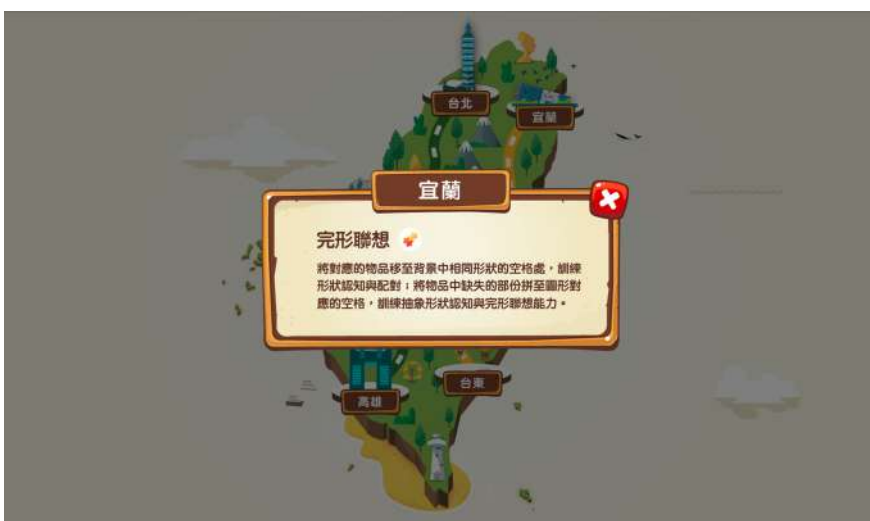 台北
宜蘭
宜蘭
完形聯想
將對應的物品移至背景中相同形狀的空格處，訓練
形狀認知與配對；將物品中缺失的部份拼至圖形對
應的空格，訓練抽象形狀認知與完形聯想能力。
台東
高雄